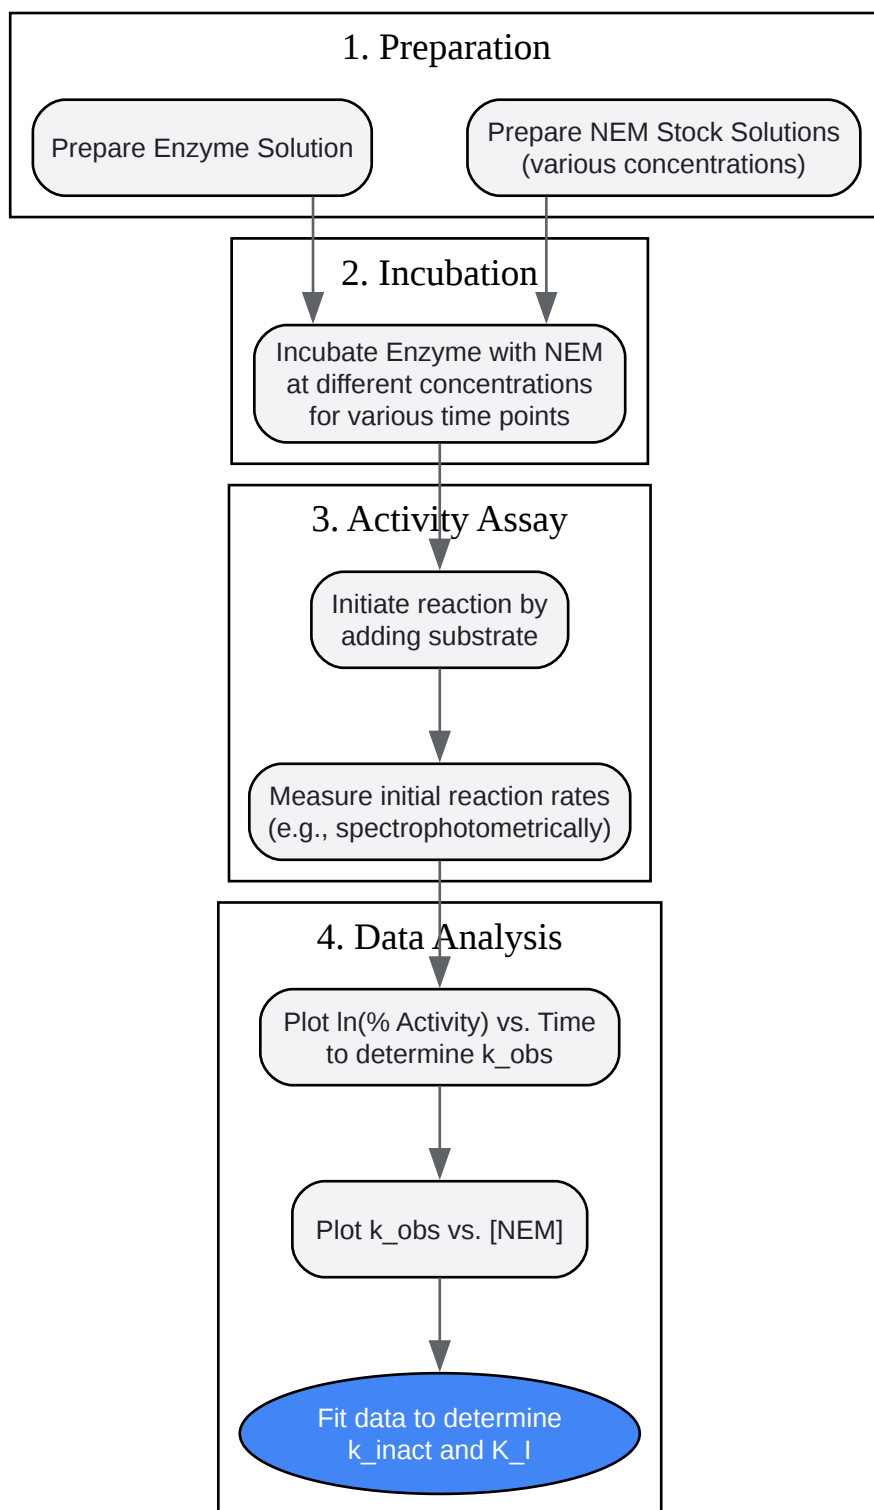 1. Preparation
Prepare Enzyme Solution
Prepare NEM Stock Solutions
(various concentrations)
2. Incubation
Incubate Enzyme with NEM
at different concentrations
for various time points
3. Activity Assay
Initiate reaction by
adding substrate
Measure initial reaction rates
(e.g., spectrophotometrically)
4. Data Analysis
Plot ln(% Activity) vs. Time
to determine k_obs
Plot k_obs vs. [NEM]
Fit data to determine
k_inact and K_I